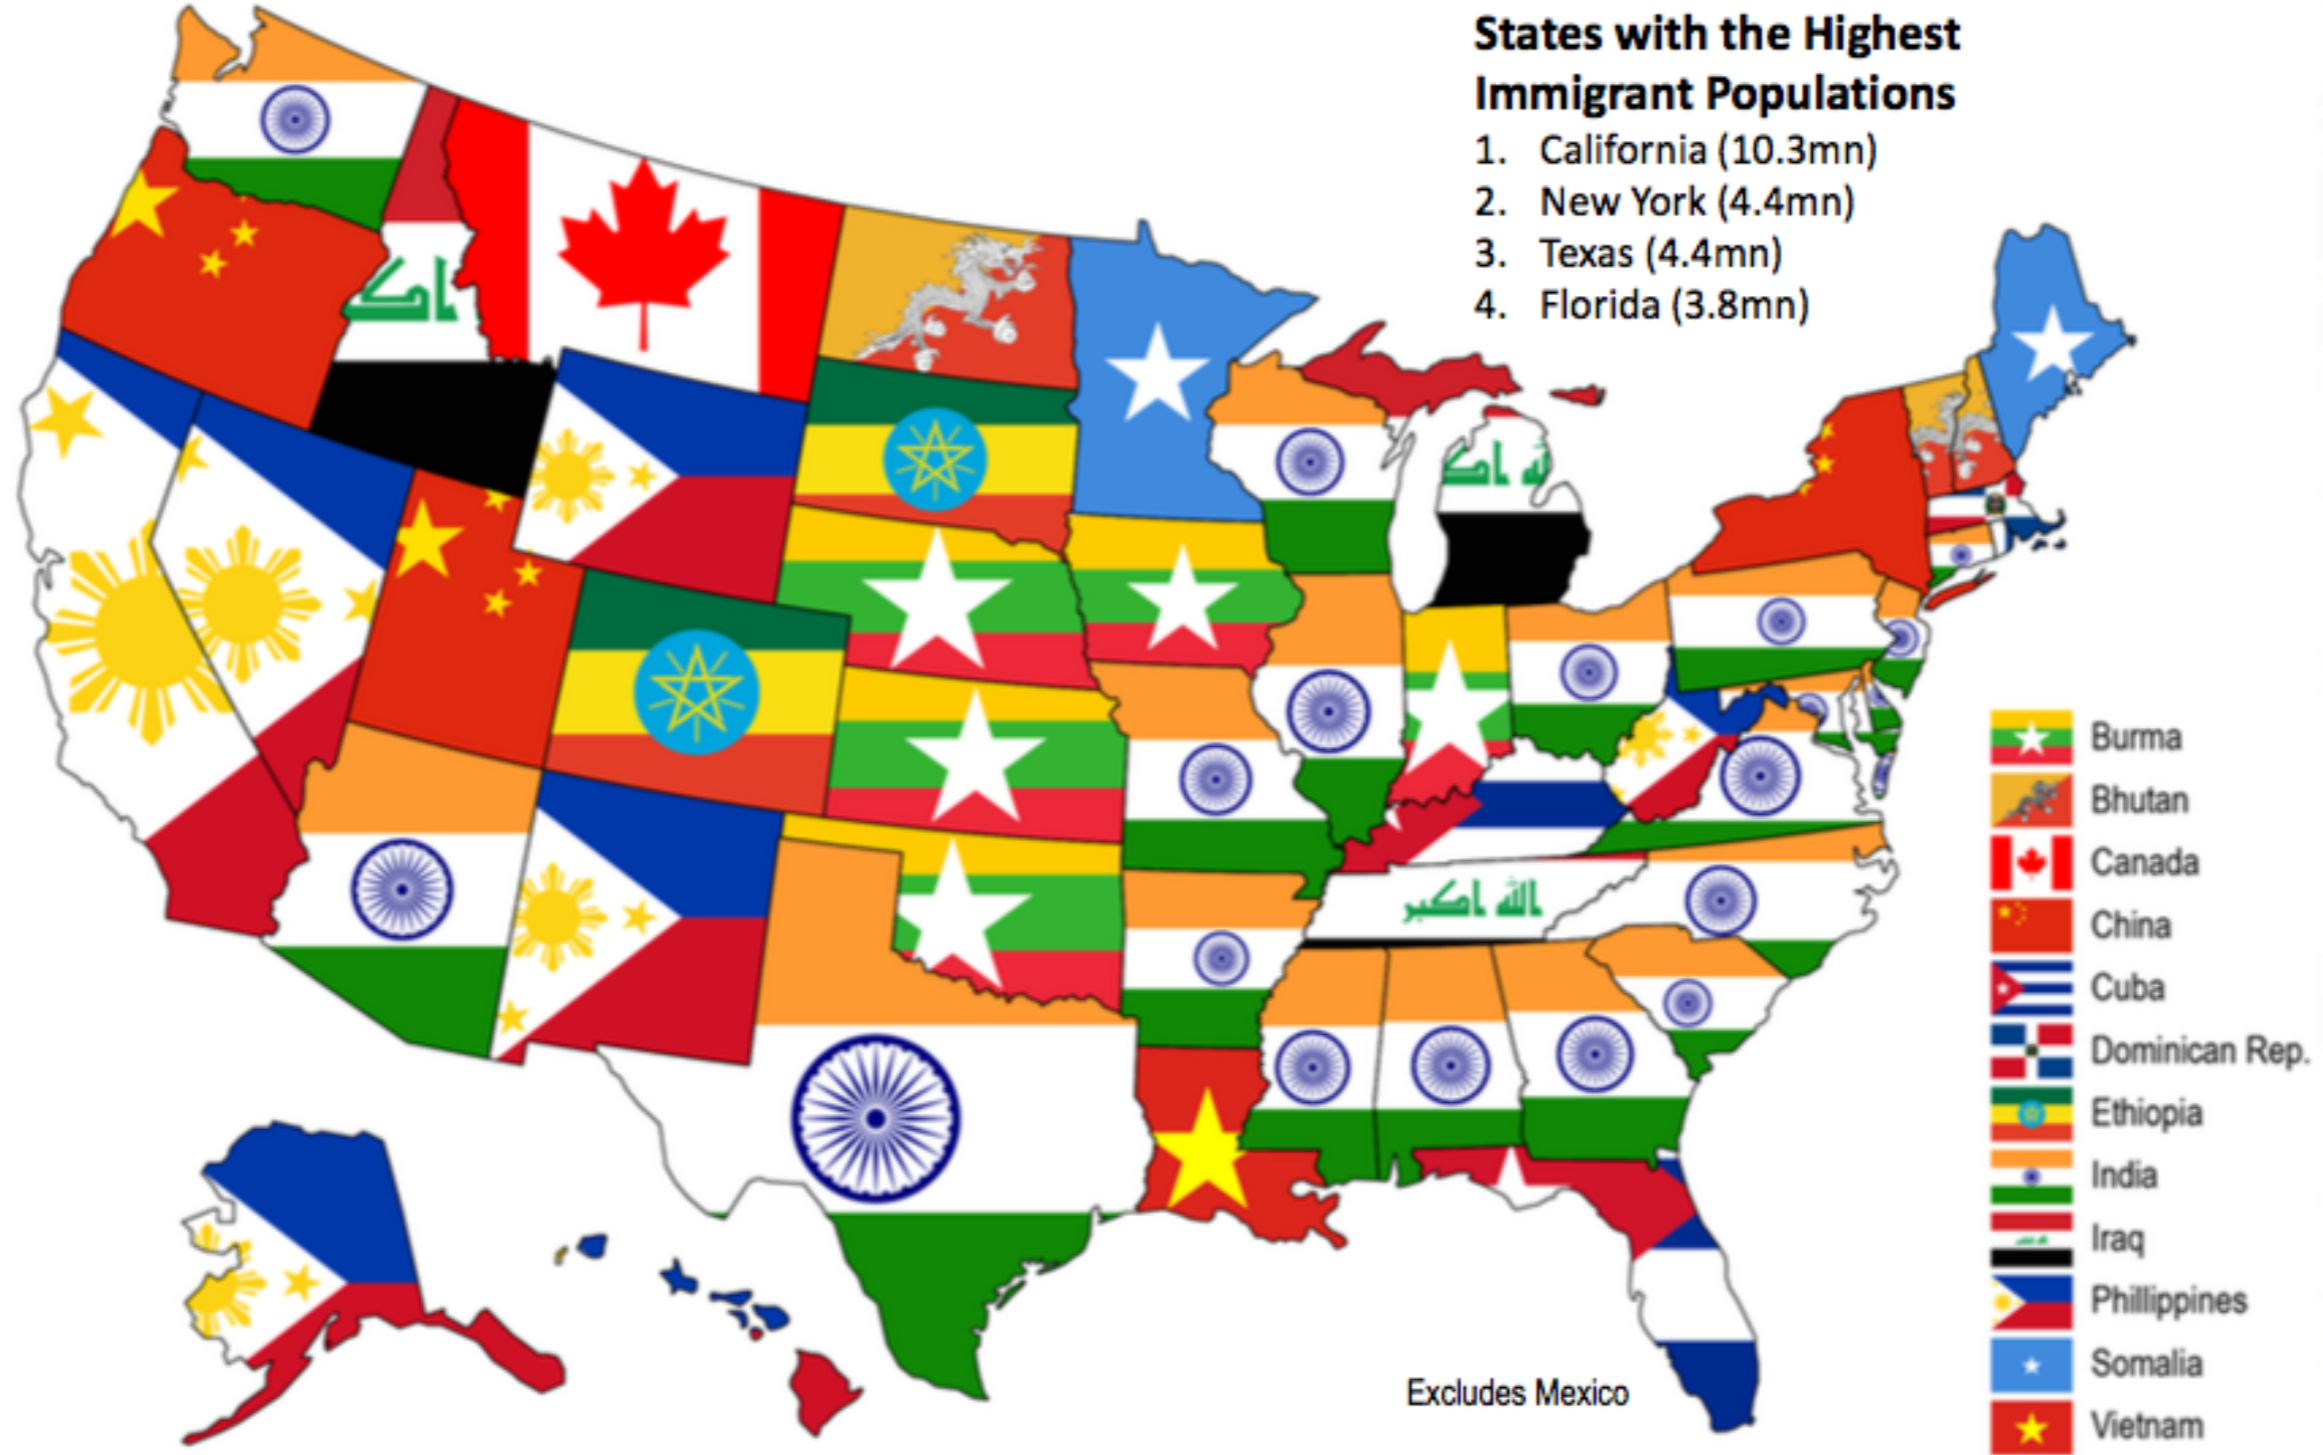 States with the Highest
Immigrant Populations
1. California (10.3mn)
2. New York (4.4mn)
3. Texas (4.4mn)
4. Florida (3.8mn)
الله اكبر
Burma
Bhutan
Canada
China
Cuba
Dominican Rep.
Ethiopia
India
Iraq
Phillippines
Somalia
Vietnam
Excludes Mexico